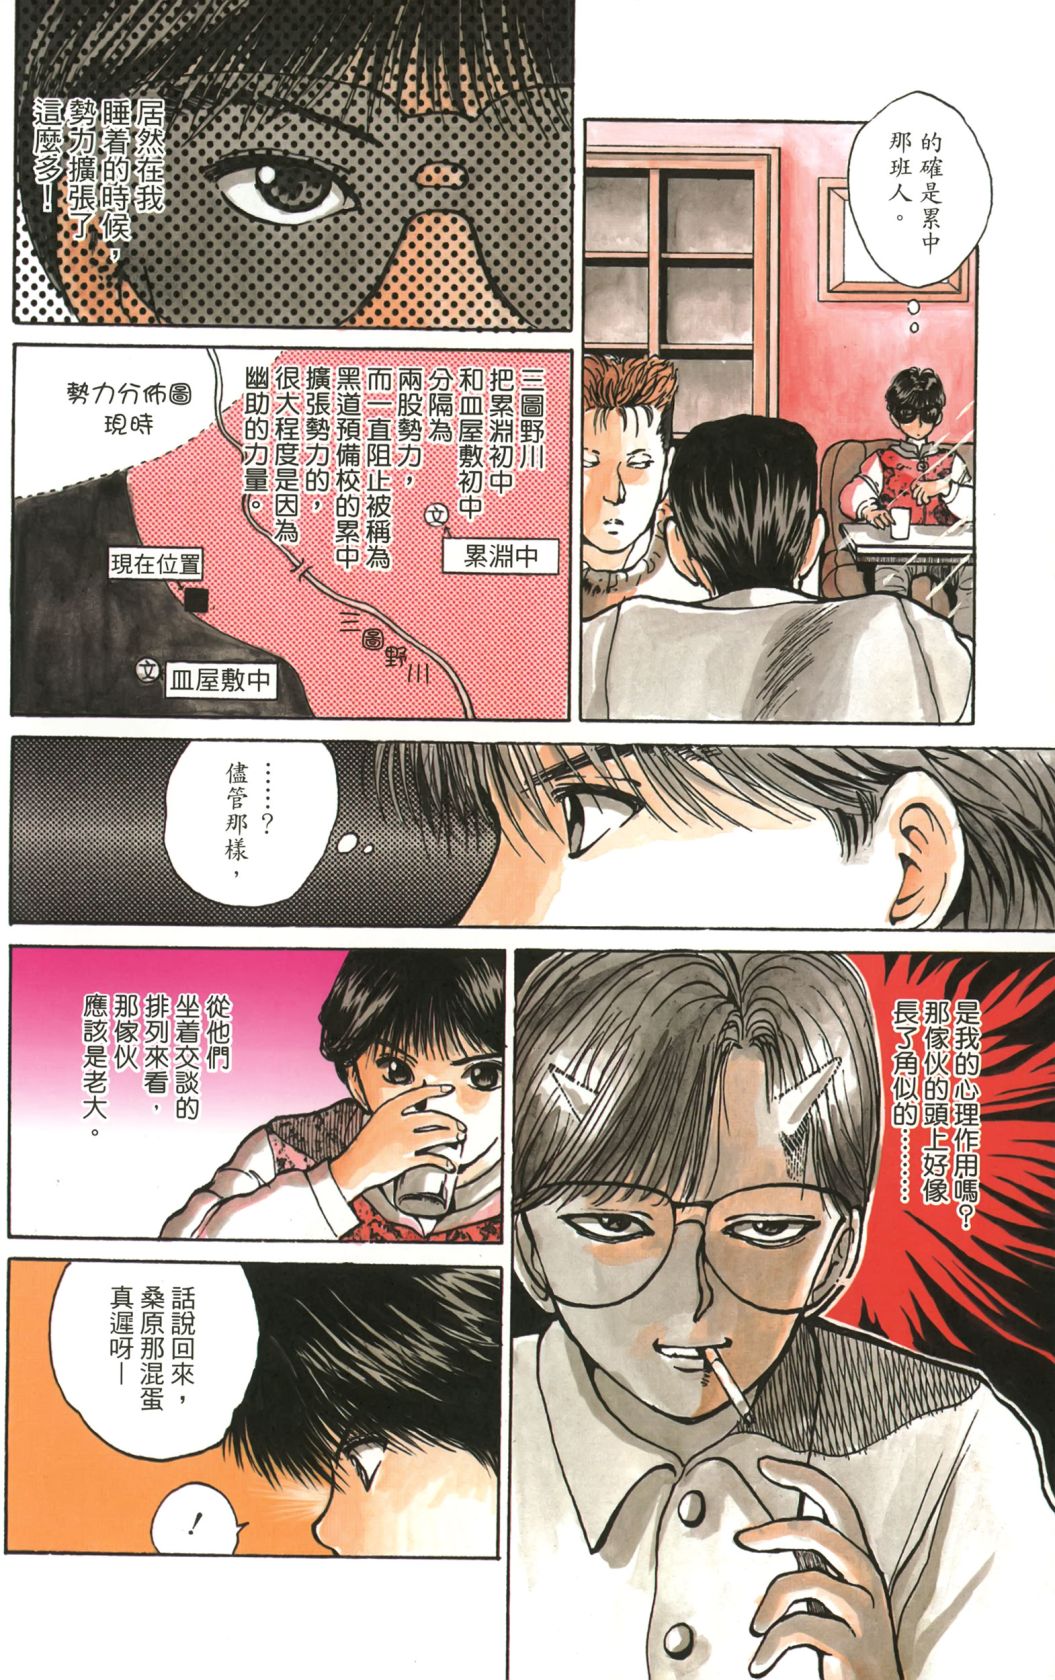 的確是累中
那班人。
居然在我
睡着的時候，
勢力擴張了
這麼多！
三圖野川
把累淵初中
和皿屋敷初中
分隔為
兩股勢力，
而一直阻止被稱為
黑道預備校的累中
擴張勢力的，
很大程度是因為
幽助的力量。
勢力分佈圖
現時
文
累淵中
現在位置
三圖野川
文
皿屋敷中
………？
儘管那樣，
是我的心理作用嗎？
那傢伙的頭上好像
長了角似的………
從他們
坐着交談的
排列來看，
那傢伙
應該是老大。
話說回來，
桑原那混蛋
真遲呀—
！